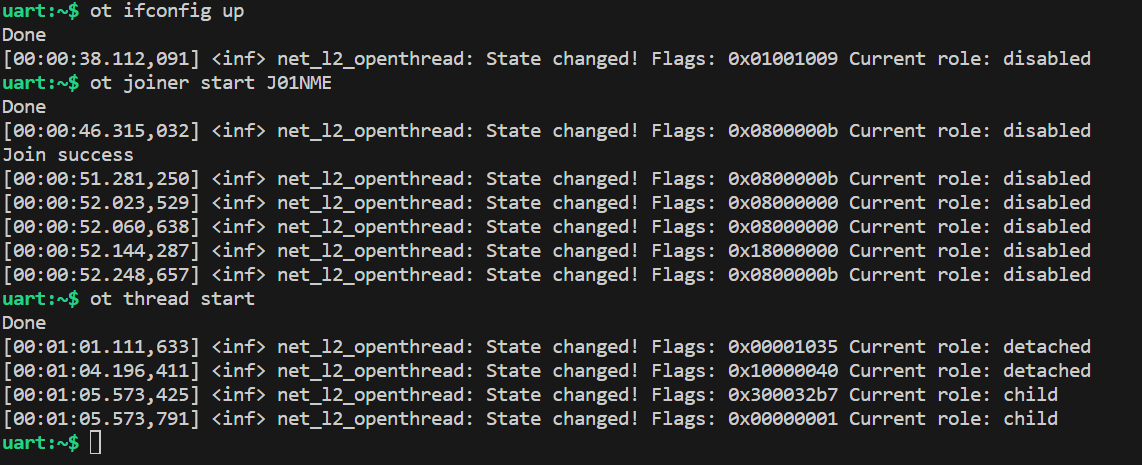 uart:~$ ot ifconfig up
Done
[00:00:38.112,091] <inf> net_l2_openthread: State changed! Flags: 0x01001009 Current role: disabled
uart:~$ ot joiner start J01NME
Done
[00:00:46.315,032] <inf> net_l2_openthread: State changed! Flags: 0x0800000b Current role: disabled
Join success
[00:00:51.281,250] <inf> net_l2_openthread: State changed! Flags: 0x0800000b Current role: disabled
[00:00:52.023,529] <inf> net_l2_openthread: State changed! Flags: 0x08000000 Current role: disabled
[00:00:52.060,638] <inf> net_l2_openthread: State changed! Flags: 0x08000000 Current role: disabled
[00:00:52.144,287] <inf> net_l2_openthread: State changed! Flags: 0x18000000 Current role: disabled
[00:00:52.248,657] <inf> net_l2_openthread: State changed! Flags: 0x0800000b Current role: disabled
uart:~$ ot thread start
Done
[00:01:01.111,633] <inf> net_l2_openthread: State changed! Flags: 0x00001035 Current role: detached
[00:01:04.196,411] <inf> net_l2_openthread: State changed! Flags: 0x10000040 Current role: detached
[00:01:05.573,425] <inf> net_l2_openthread: State changed! Flags: 0x300032b7 Current role: child
[00:01:05.573,791] <inf> net_l2_openthread: State changed! Flags: 0x00000001 Current role: child
uart:~$